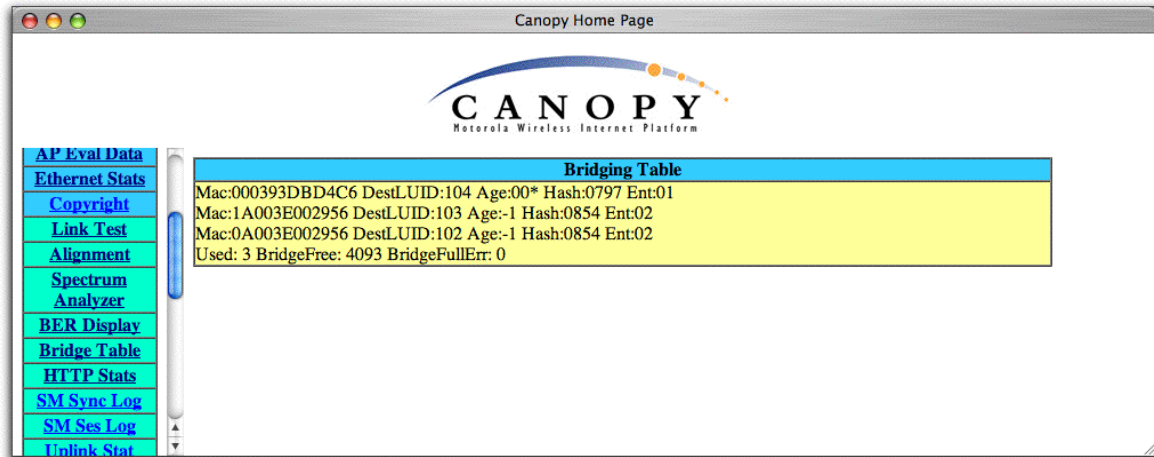 Canopy Home Page
CANOPY
Motorola Wireless Internet Platform
AP Eval Data
Ethernet Stats
Copyright
Link Test
Alignment
Spectrum
Analyzer
BER Display
Bridge Table
HTTP Stats
SM Sync Log
SM Ses Log
Uplink Stat
Bridging Table
Mac:000393DBD4C6 DestLUID:104 Age:00* Hash:0797 Ent:01
Mac:1A003E002956 DestLUID:103 Age:-1 Hash:0854 Ent:02
Mac:0A003E002956 DestLUID:102 Age:-1 Hash:0854 Ent:02
Used: 3 BridgeFree: 4093 BridgeFullErr: 0